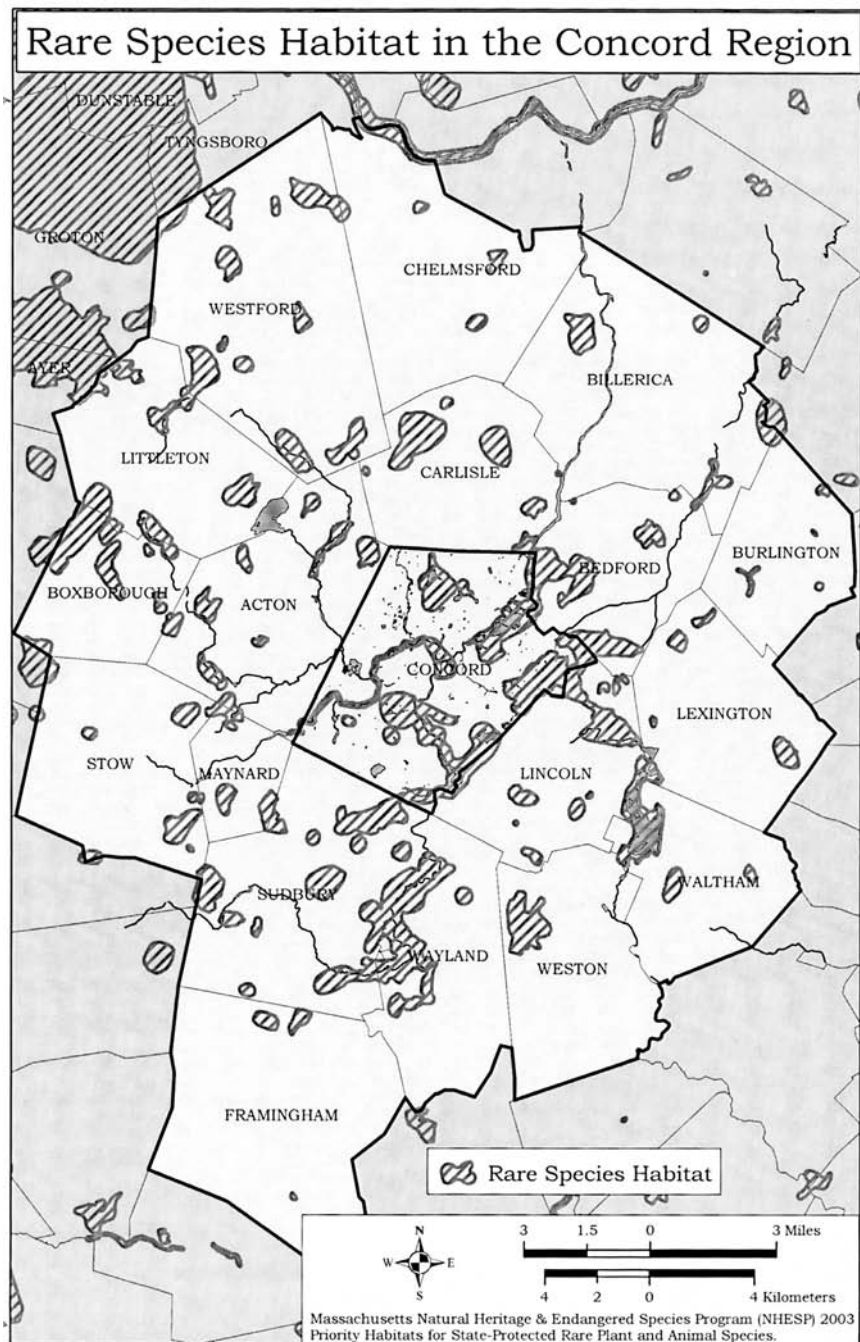 Rare Species Habitat in the Concord Region
DUNSTABLE
TYNGSBORO
GROTON
CHELMSFORD
WESTFORD
AYER
BILLERICA
LITTLETON
CARLISLE
BURLINGTON
BEDFORD
BOXBOROUGH
ACTON
CONCORD
LEXINGTON
STOW
MAYNARD
LINCOLN
WALTHAM
SUDBURY
WAYLAND
WESTON
FRAMINGHAM
Rare Species Habitat
N
W E
S
3 1.5 0 3 Miles
4 2 0 4 Kilometers
Massachusetts Natural Heritage & Endangered Species Program (NHESP) 2003
Priority Habitats for State-Protected Rare Plant and Animal Species.